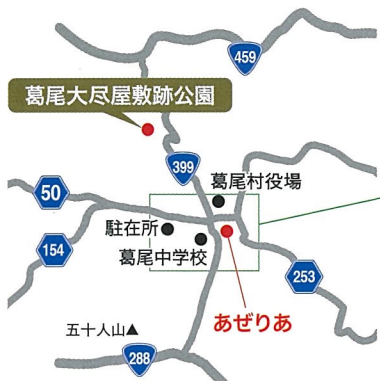 459
葛尾大尽屋敷跡公園
399
葛尾村役場
50
駐在所
154
葛尾中学校
253
あぜりあ
五十人山▲
288